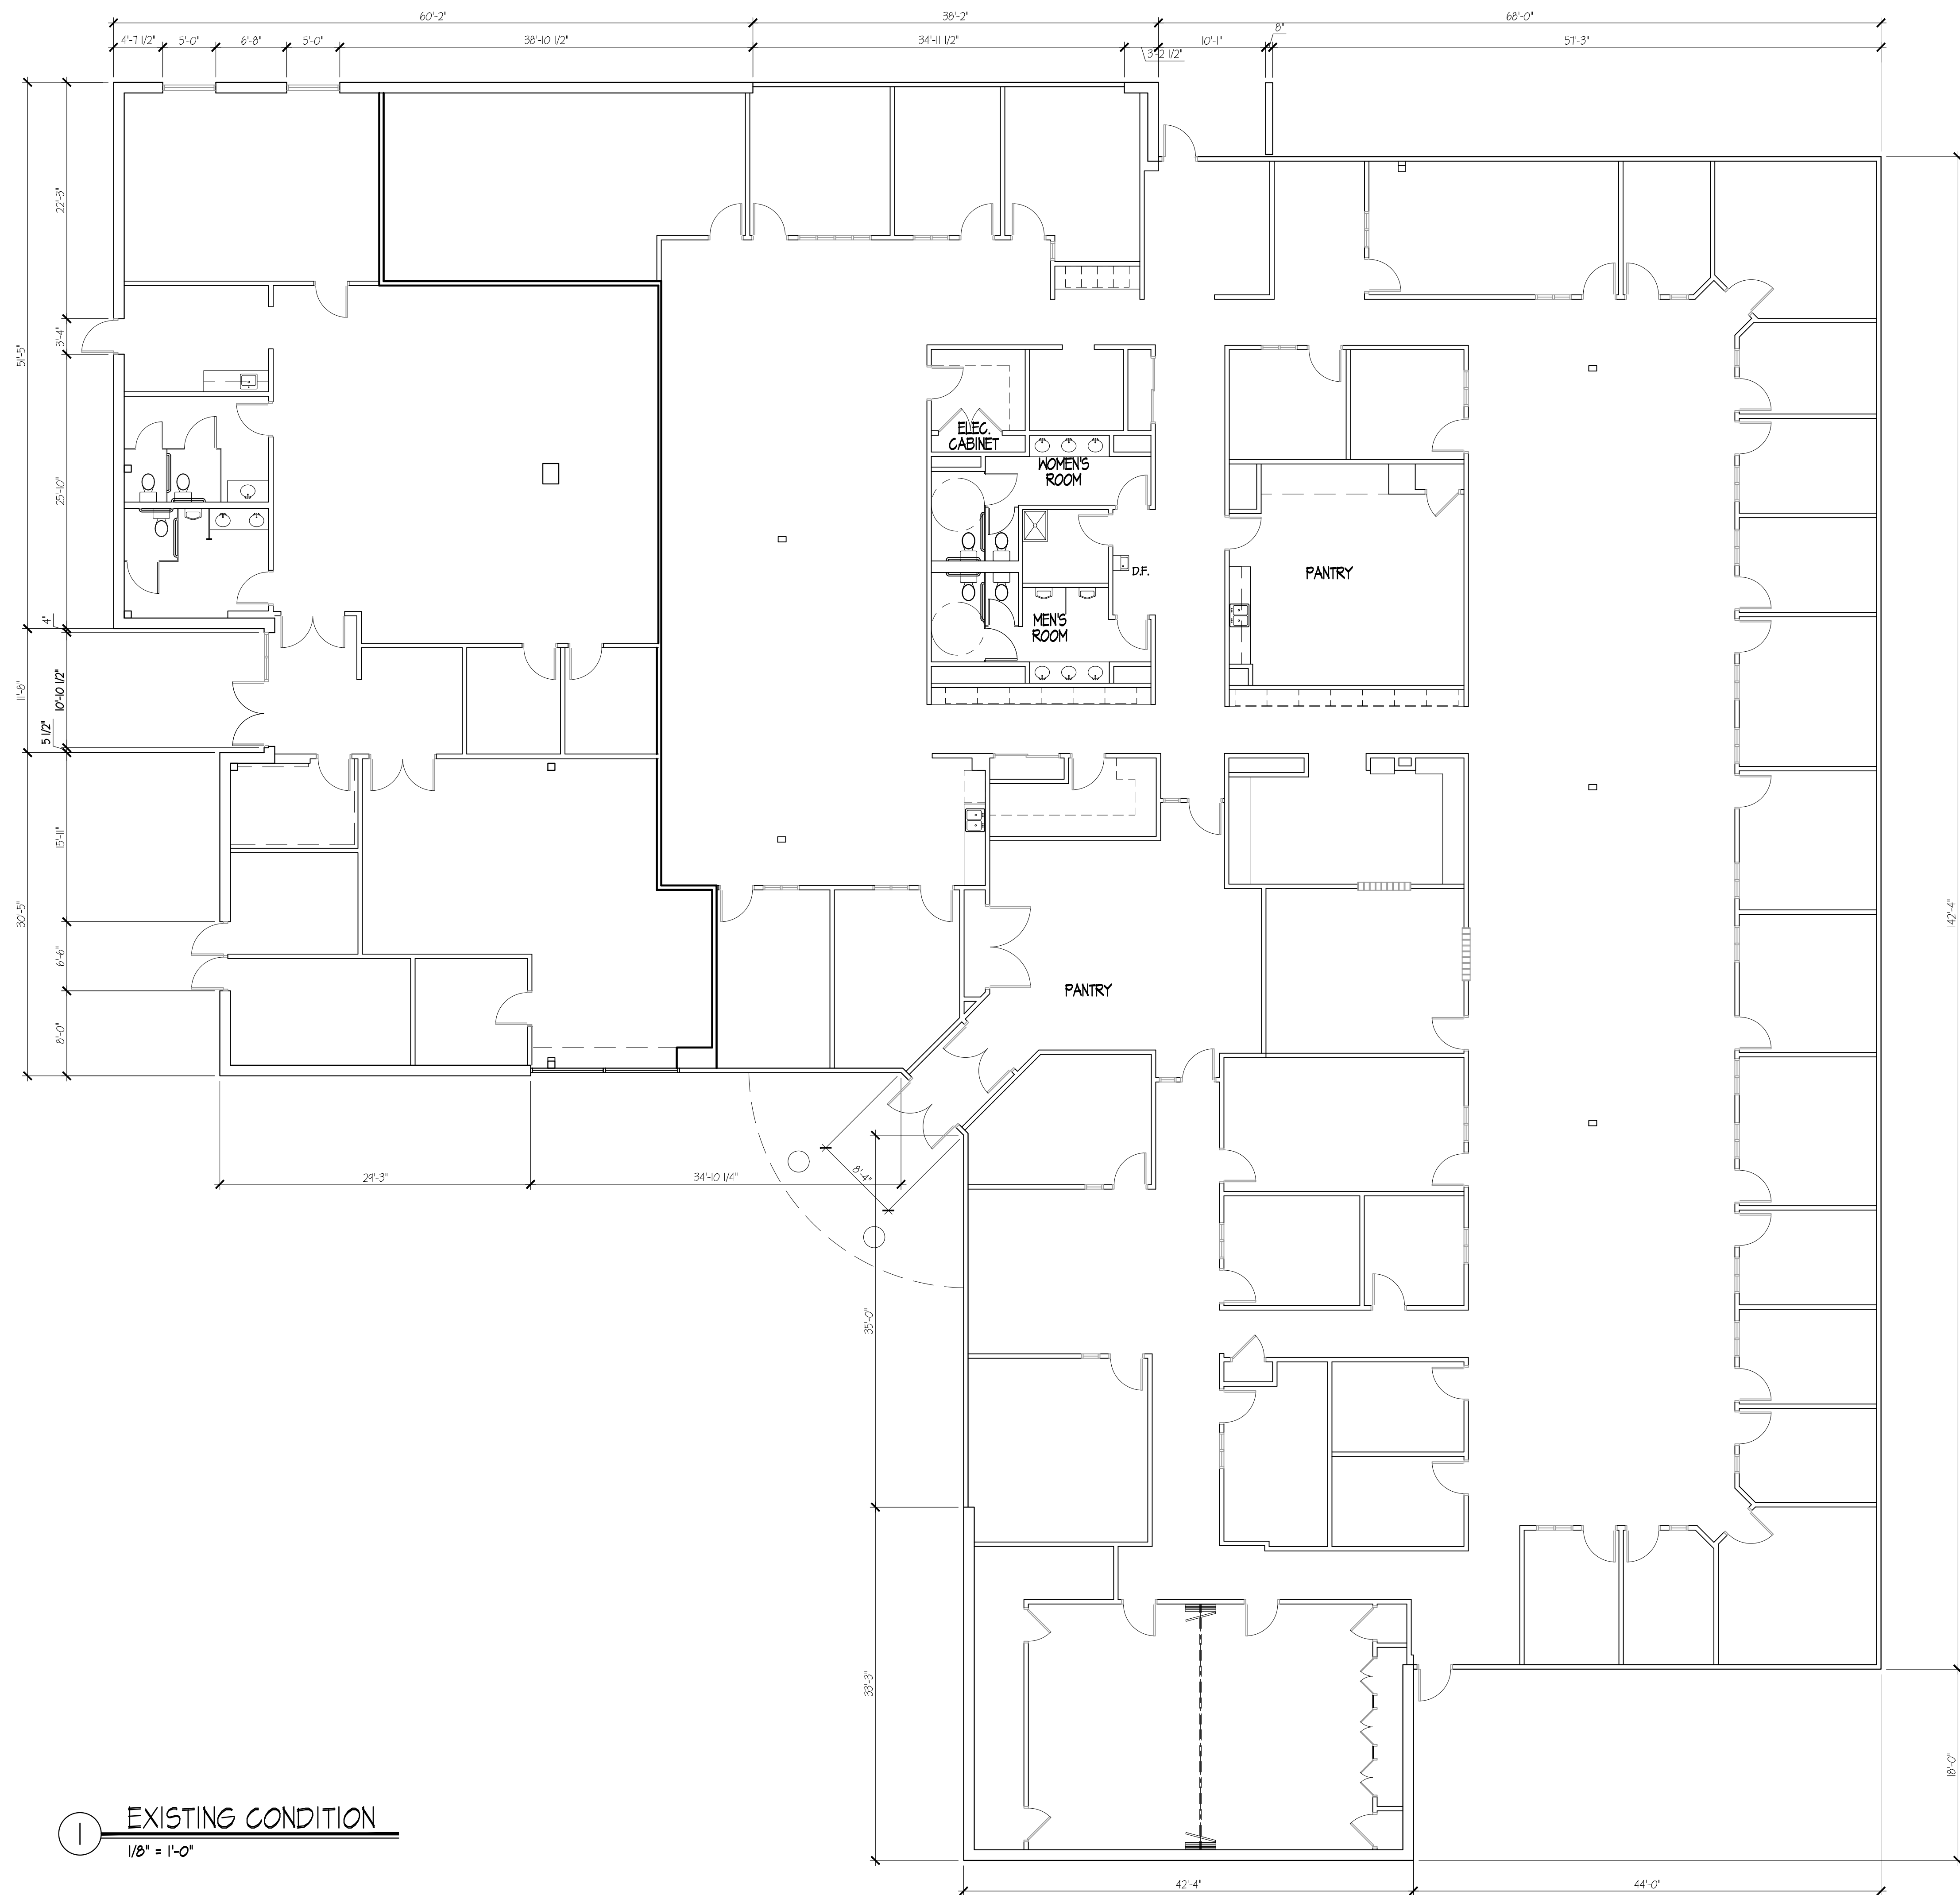 60'-2" 38'-2" 68'-0"
8"
4'-7 1/2" 5'-0" 6'-8" 5'-0" 38'-10 1/2" 34'-11 1/2" 10'-1" 57'-3"
3'-2 1/2"
22'-3"
3'-4"
51'-5"
25'-10"
4"
11'-8"
10'-10 1/2"
5 1/2"
15'-11"
30'-5"
6'-6"
8'-0"
ELEC.
CABINET
WOMEN'S
ROOM
D.F.
PANTRY
MEN'S
ROOM
142'-4"
PANTRY
29'-3" 34'-10 1/4" 8'-4"
35'-0"
33'-3"
18'-0"
1 EXISTING CONDITION
1/8" = 1'-0"
42'-4" 44'-0"